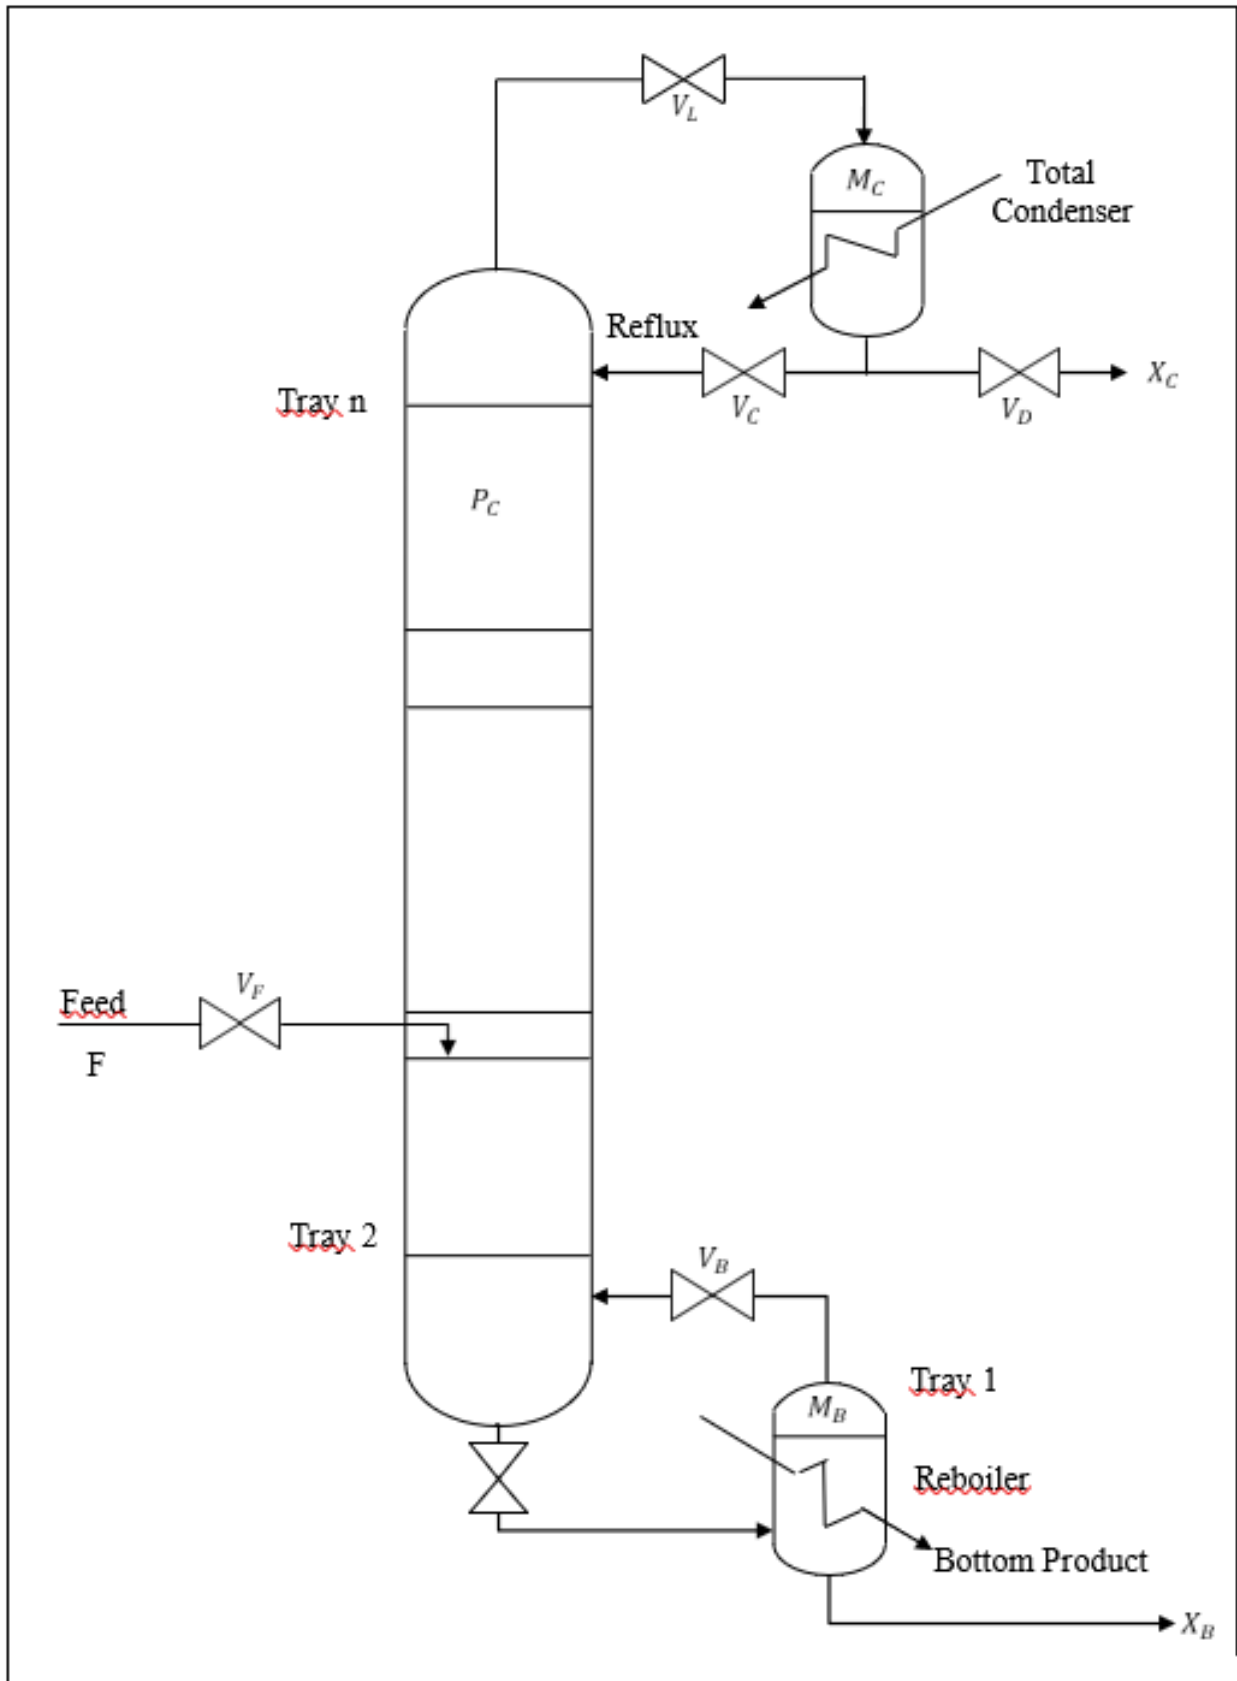 V_L
M_C
Total
Condenser
Reflux
V_C
V_D
X_C
Tray n
P_C
Feed
V_F
F
Tray 2
V_B
Tray 1
M_B
Reboiler
Bottom Product
X_B